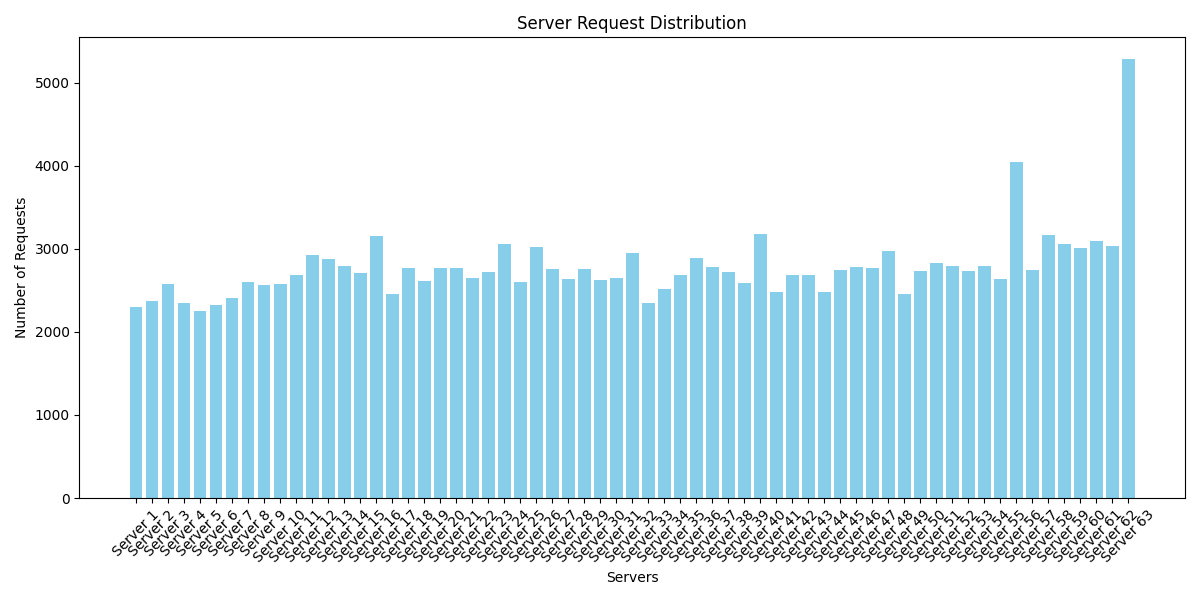 Server Request Distribution
Number of Requests
5000
4000
3000
2000
1000
0
Server 1
Server 2
Server 3
Server 4
Server 5
Server 6
Server 7
Server 8
Server 9
Server 10
Server 11
Server 12
Server 13
Server 14
Server 15
Server 16
Server 17
Server 18
Server 19
Server 20
Server 21
Server 22
Server 23
Server 24
Server 25
Server 26
Server 27
Server 28
Server 29
Server 30
Server 31
Server 32
Server 33
Server 34
Server 35
Server 36
Server 37
Server 38
Server 39
Server 40
Server 41
Server 42
Server 43
Server 44
Server 45
Server 46
Server 47
Server 48
Server 49
Server 50
Server 51
Server 52
Server 53
Server 54
Server 55
Server 56
Server 57
Server 58
Server 59
Server 60
Server 61
Server 62
Server 63
Servers